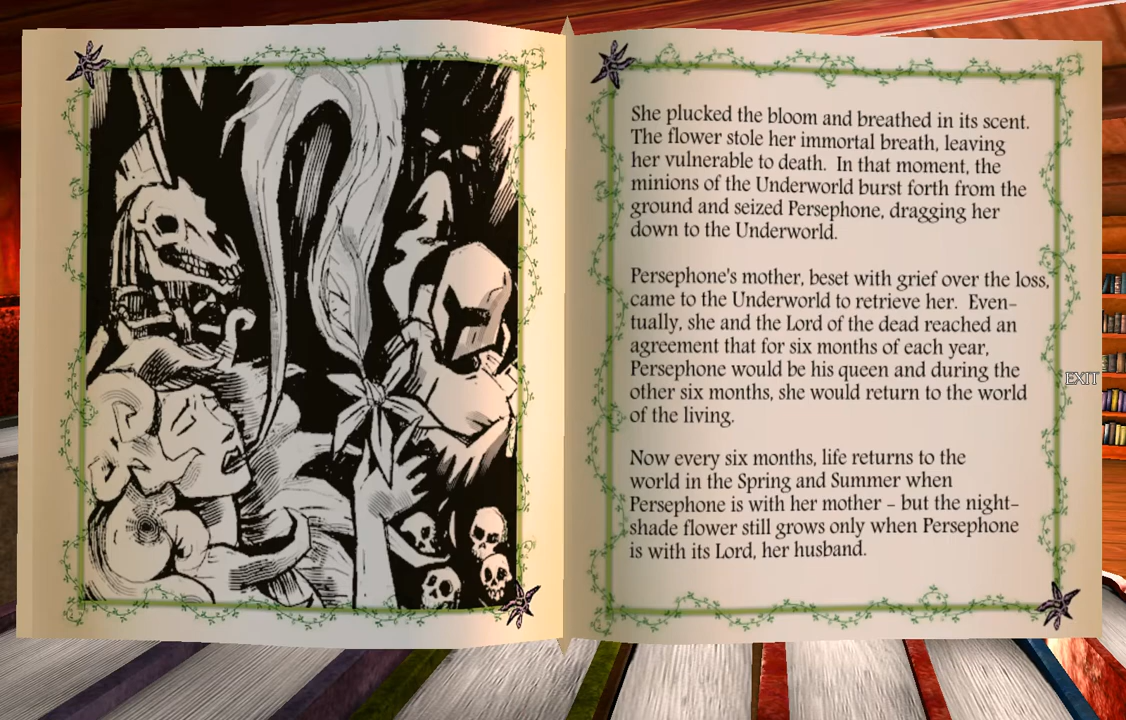 She plucked the bloom and breathed in its scent.
The flower stole her immortal breath, leaving
her vulnerable to death.  In that moment, the
minions of the Underworld burst forth from the
ground and seized Persephone, dragging her
down to the Underworld.
Persephone's mother, beset with grief over the loss,
came to the Underworld to retrieve her.  Even-
tually, she and the Lord of the dead reached an
agreement that for six months of each year,
Persephone would be his queen and during the
other six months, she would return to the world
of the living.
Now every six months, life returns to the
world in the Spring and Summer when
Persephone is with her mother - but the night-
shade flower still grows only when Persephone
is with its Lord, her husband.
EXIT